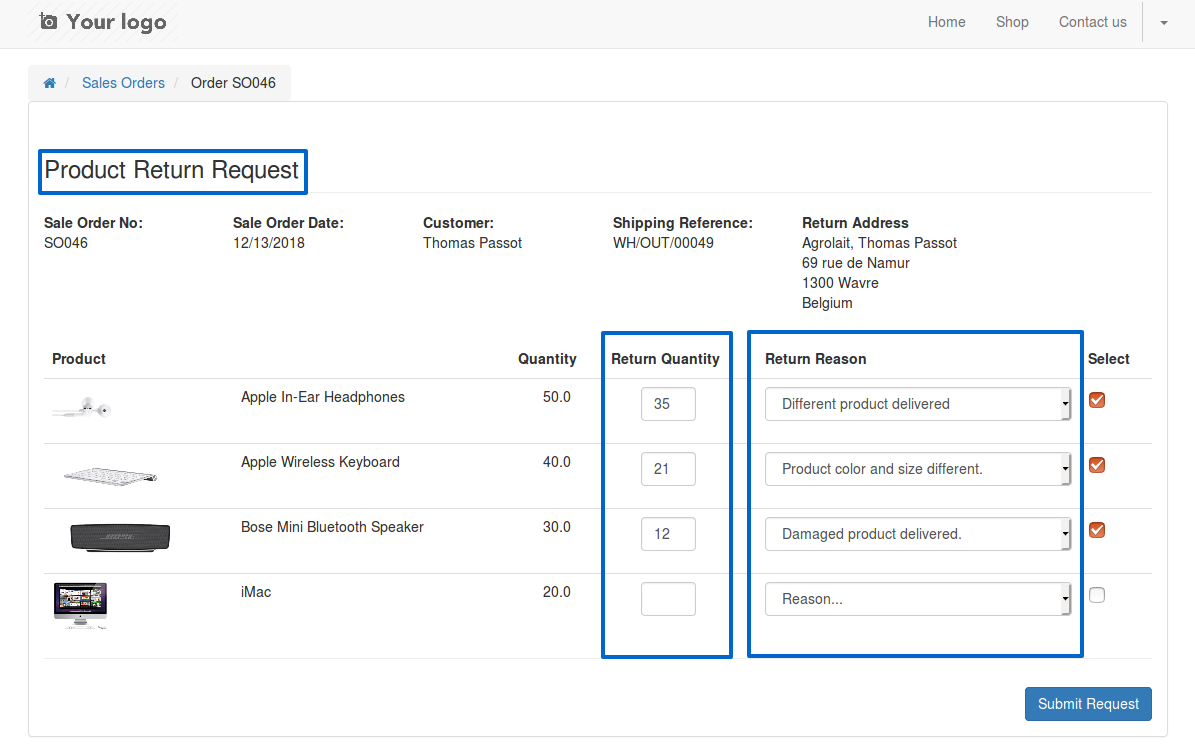 Your logo
Home Shop Contact us
/ Sales Orders / Order SO046
Product Return Request
Sale Order No: Sale Order Date: Customer: Shipping Reference: Return Address
SO046 12/13/2018 Thomas Passot WH/OUT/00049 Agrolait, Thomas Passot
69 rue de Namur
1300 Wavre
Belgium
Product Quantity Return Quantity Return Reason Select
Apple In-Ear Headphones 50.0 35 Different product delivered
Apple Wireless Keyboard 40.0 21 Product color and size different.
Bose Mini Bluetooth Speaker 30.0 12 Damaged product delivered.
iMac 20.0 Reason...
Submit Request